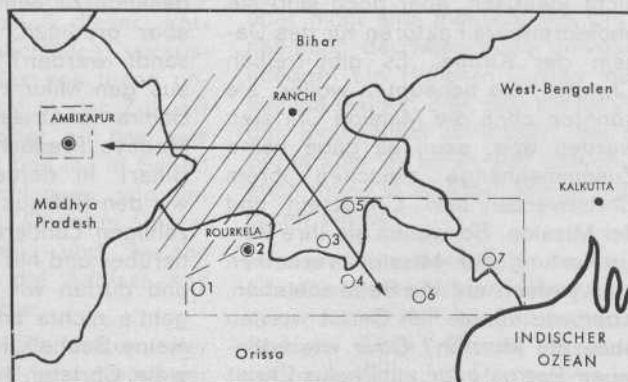 Bihar
RANCHI
West-Bengalen
AMBIKAPUR
KALKUTTA
Madhya
Pradesh
5
ROURKELA
2
3
7
1
4
6
INDISCHER
OZEAN
Orissa